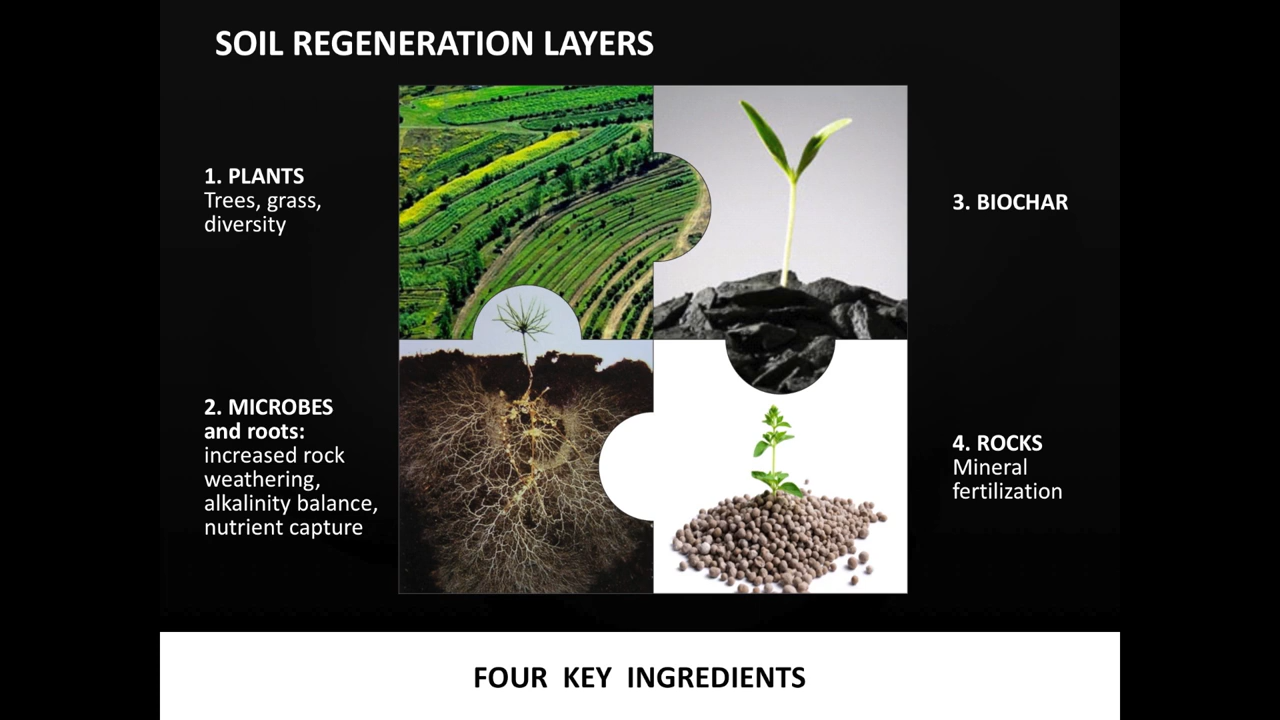 SOIL REGENERATION LAYERS
1. PLANTS
Trees, grass,
diversity
2. MICROBES
and roots:
increased rock
weathering,
alkalinity balance,
nutrient capture
3. BIOCHAR
4. ROCKS
Mineral
fertilization
FOUR KEY INGREDIENTS